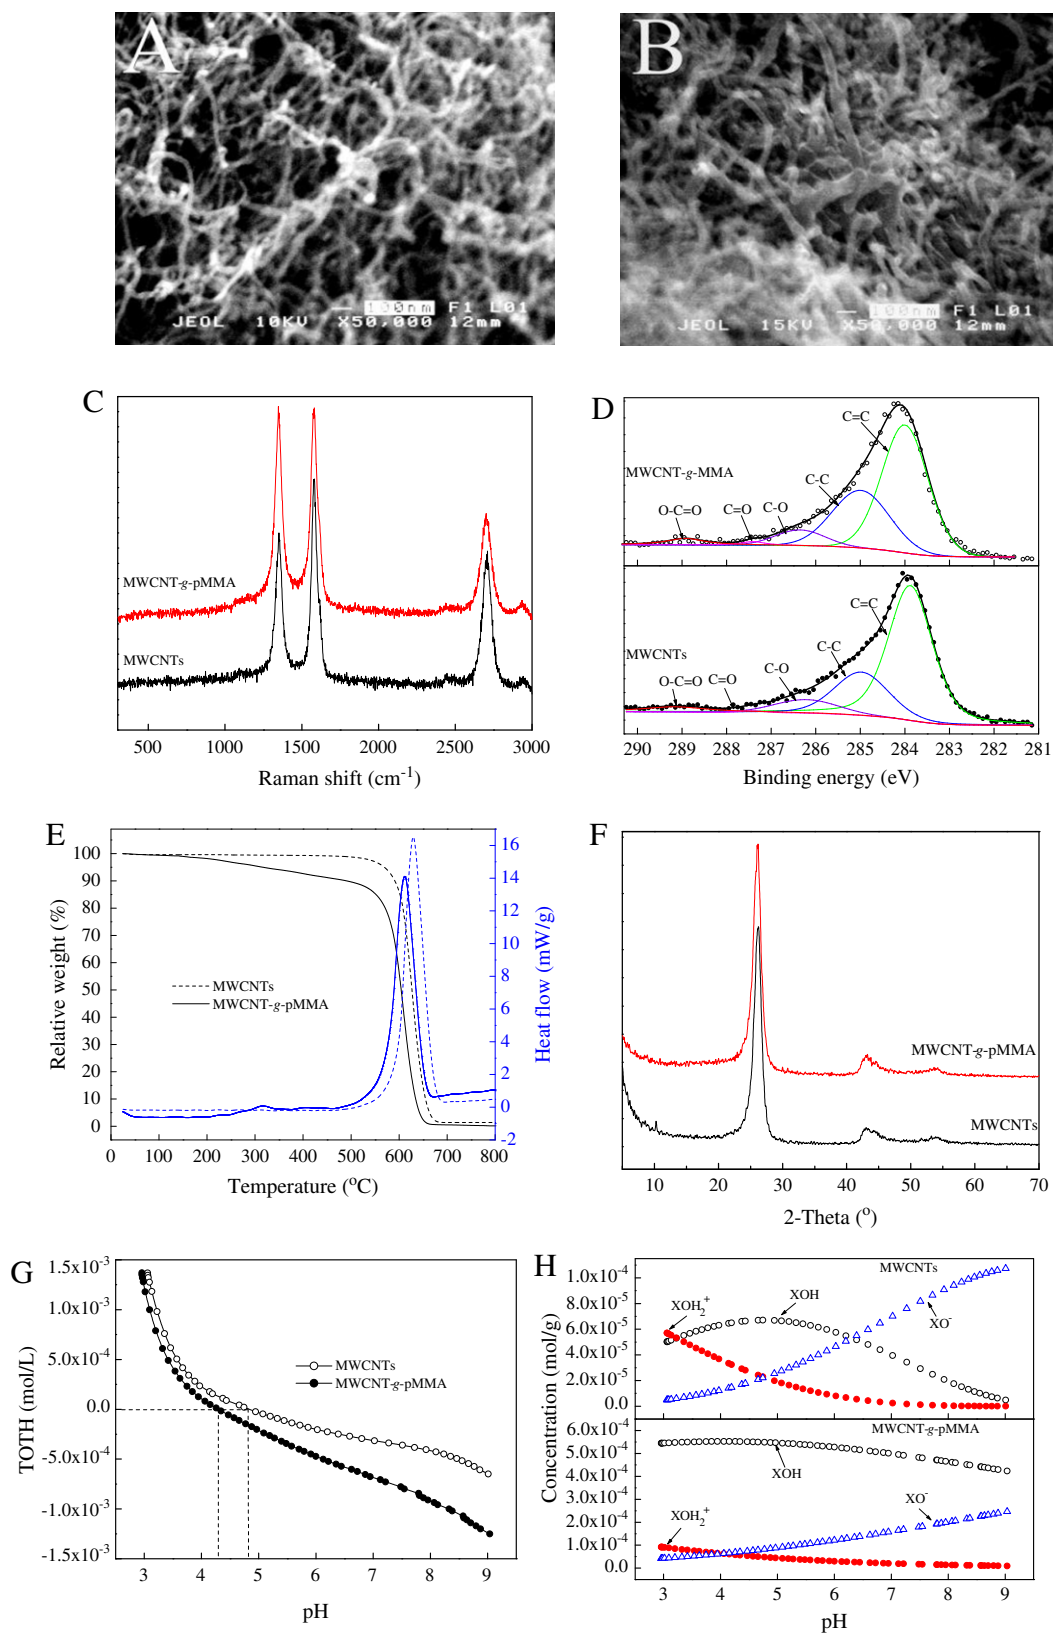 A
100nm F1 L01
JEOL 10KV X50,000 12mm
B
100nm F1 L01
JEOL 15KV X50,000 12mm
C
MWCNT-g-pMMA
MWCNTs
500 1000 1500 2000 2500 3000
Raman shift (cm-1)
D
C=C
MWCNT-g-MMA
C-C
O-C=O C=O C-O
C=C
MWCNTs
C-C
C-O
O-C=O C=O
290 289 288 287 286 285 284 283 282 281
Binding energy (eV)
E
100
90
80
70
60
50
40
30
20
10
0
Relative weight (%)
MWCNTs
MWCNT-g-pMMA
16
14
12
10
8
6
4
2
0
-2
Heat flow (mW/g)
0 100 200 300 400 500 600 700 800
Temperature (oC)
F
MWCNT-g-pMMA
MWCNTs
10 20 30 40 50 60 70
2-Theta (o)
G
1.5x10-3
1.0x10-3
5.0x10-4
0.0
-5.0x10-4
-1.0x10-3
-1.5x10-3
TOTH (mol/L)
MWCNTs
MWCNT-g-pMMA
3 4 5 6 7 8 9
pH
H
MWCNTs
1.0x10-4
8.0x10-5
6.0x10-5
4.0x10-5
2.0x10-5
0.0
XOH2+
XOH
XO-
Concentration (mol/g)
MWCNT-g-pMMA
6.0x10-4
5.0x10-4
4.0x10-4
3.0x10-4
2.0x10-4
1.0x10-4
0.0
XOH
XOH2+
XO-
3 4 5 6 7 8 9
pH